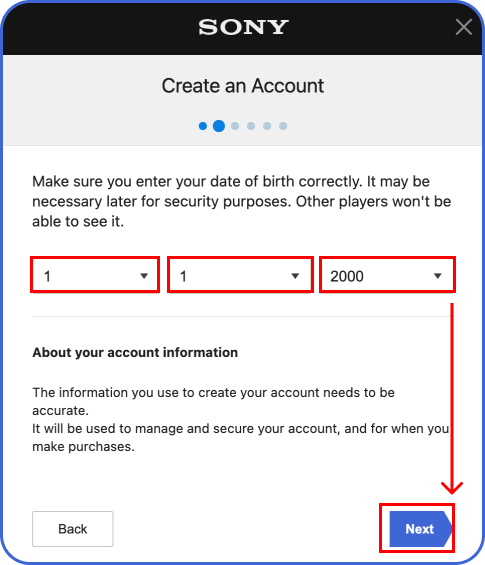 SONY
Create an Account
Make sure you enter your date of birth correctly. It may be
necessary later for security purposes. Other players won't be
able to see it.
1 1 2000
About your account information
The information you use to create your account needs to be
accurate.
It will be used to manage and secure your account, and for when you
make purchases.
Back Next